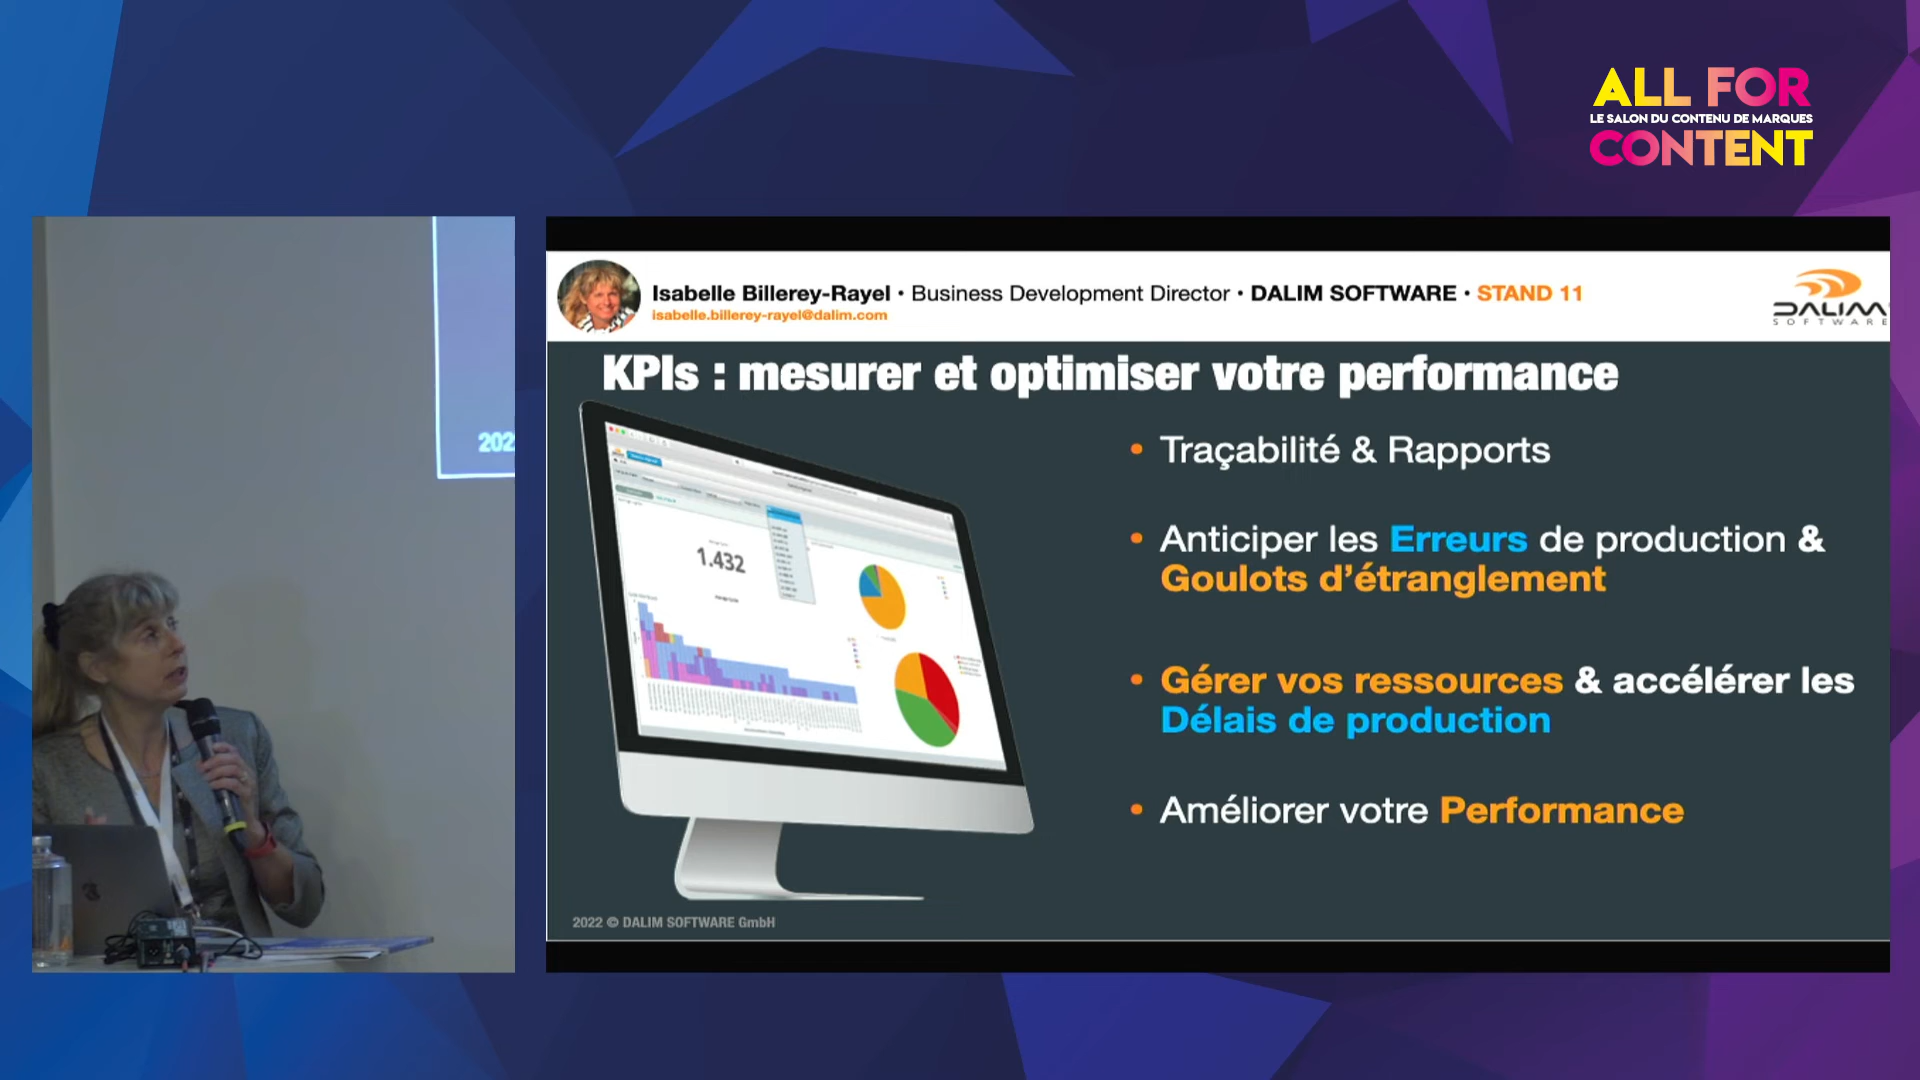 ALL FOR
LE SALON DU CONTENU DE MARQUES
CONTENT
202
Isabelle Billerey-Rayel • Business Development Director • DALIM SOFTWARE • STAND 11
isabelle.billerey-rayel@dalim.com
DALIM
SOFTWARE
KPIs : mesurer et optimiser votre performance
1.432
• Traçabilité & Rapports
• Anticiper les Erreurs de production &
Goulots d’étranglement
• Gérer vos ressources & accélérer les
Délais de production
• Améliorer votre Performance
2022 © DALIM SOFTWARE GmbH